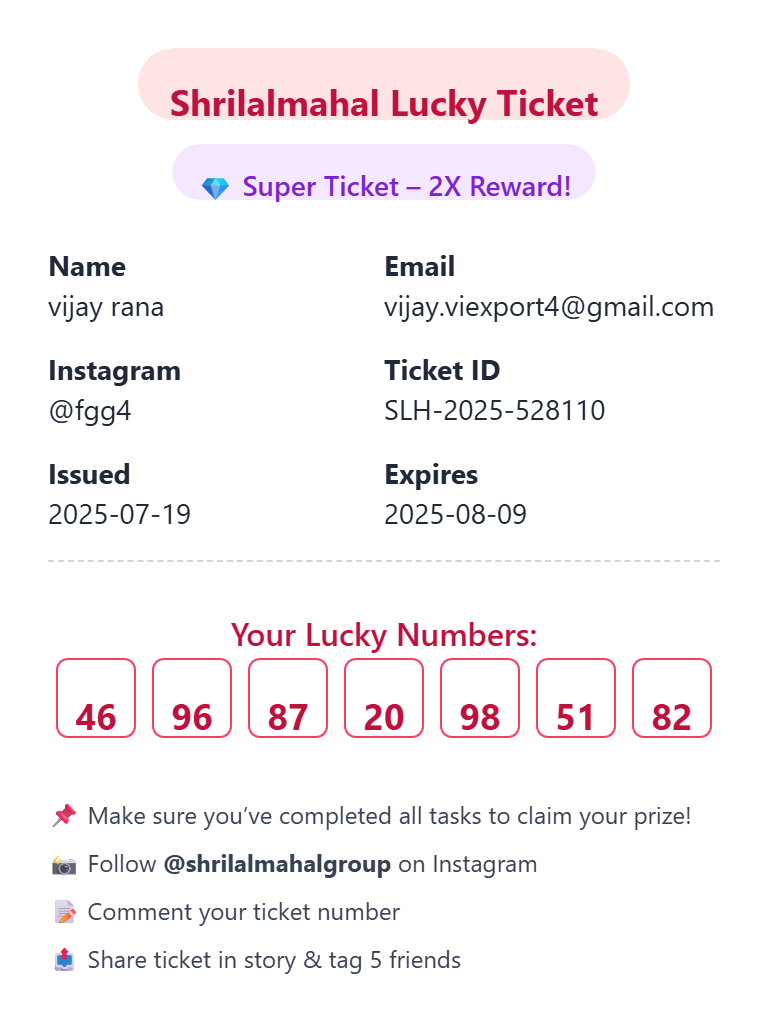 Shrilalmahal Lucky Ticket
💎 Super Ticket – 2X Reward!
Name
vijay rana
Email
vijay.viexport4@gmail.com
Instagram
@fgg4
Ticket ID
SLH-2025-528110
Issued
2025-07-19
Expires
2025-08-09
Your Lucky Numbers:
46 96 87 20 98 51 82
📌 Make sure you’ve completed all tasks to claim your prize!
📸 Follow @shrilalmahalgroup on Instagram
📝 Comment your ticket number
📤 Share ticket in story & tag 5 friends